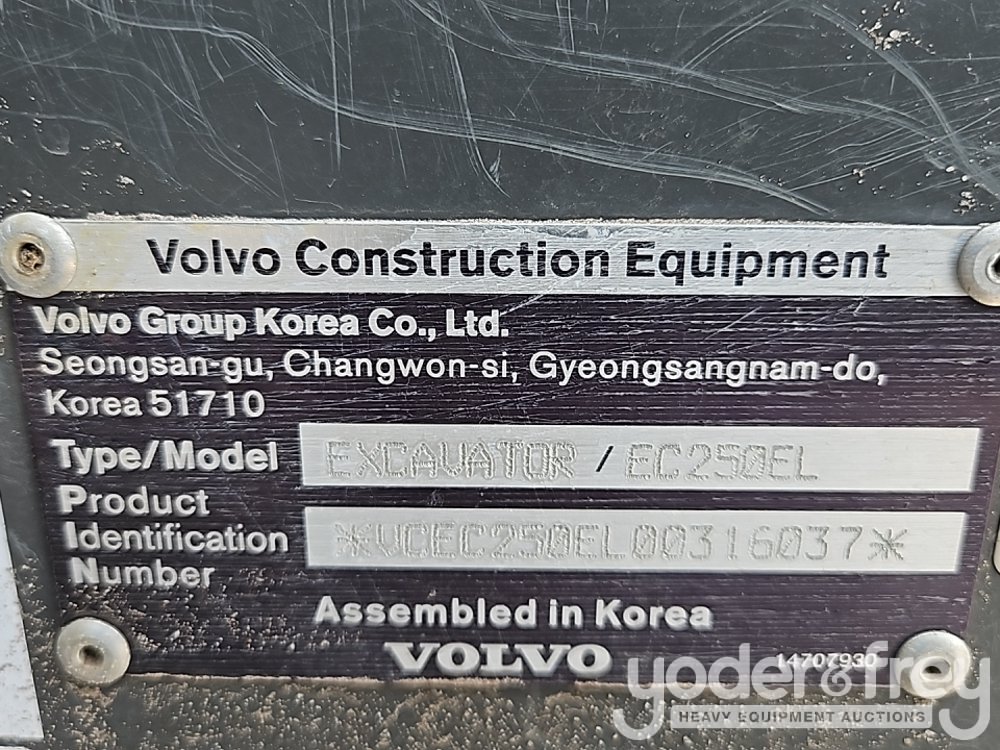 Volvo Construction Equipment
Volvo Group Korea Co., Ltd.
Seongsan-gu, Changwon-si, Gyeongsangnam-do,
Korea 51710
Type/Model EXCAVATOR / EC250EL
Product
Identification
Number
*VCEC250EL00316037*
Assembled in Korea
VOLVO
14707930
yoder&frey
HEAVY EQUIPMENT AUCTIONS